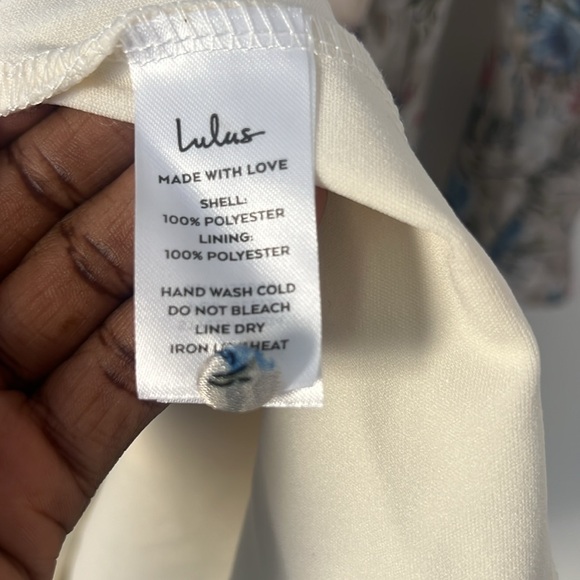 Lulus
MADE WITH LOVE
SHELL:
100% POLYESTER
LINING:
100% POLYESTER
HAND WASH COLD
DO NOT BLEACH
LINE DRY
IRON HEAT